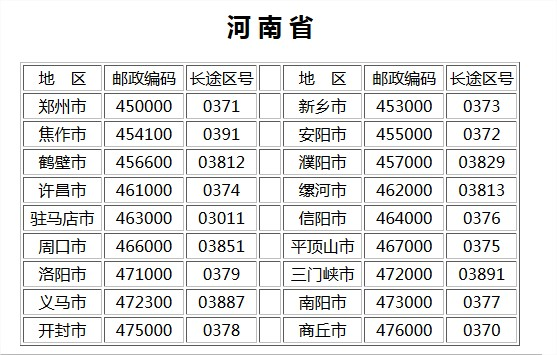 河南省
地 区 邮政编码 长途区号 地 区 邮政编码 长途区号
郑州市 450000 0371 新乡市 453000 0373
焦作市 454100 0391 安阳市 455000 0372
鹤壁市 456600 03812 濮阳市 457000 03829
许昌市 461000 0374 缧河市 462000 03813
驻马店市 463000 03011 信阳市 464000 0376
周口市 466000 03851 平顶山市 467000 0375
洛阳市 471000 0379 三门峡市 472000 03891
义马市 472300 03887 南阳市 473000 0377
开封市 475000 0378 商丘市 476000 0370